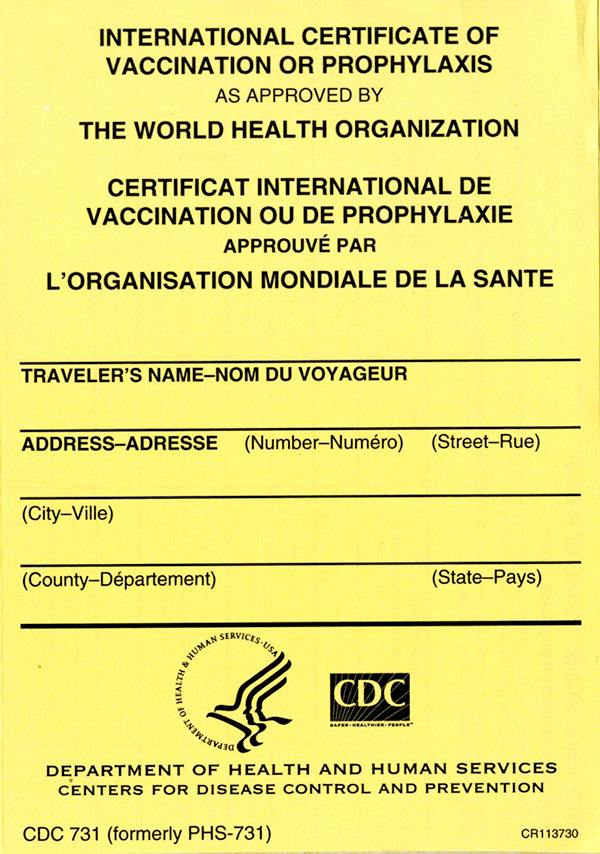 INTERNATIONAL CERTIFICATE OF
VACCINATION OR PROPHYLAXIS
AS APPROVED BY
THE WORLD HEALTH ORGANIZATION
CERTIFICAT INTERNATIONAL DE
VACCINATION OU DE PROPHYLAXIE
APPROUVÉ PAR
L'ORGANISATION MONDIALE DE LA SANTE
TRAVELER'S NAME–NOM DU VOYAGEUR
ADDRESS–ADRESSE (Number–Numéro) (Street–Rue)
(City–Ville)
(County–Département) (State–Pays)
DEPARTMENT OF HEALTH & HUMAN SERVICES·USA
CDC
SAFER·HEALTHIER·PEOPLE™
DEPARTMENT OF HEALTH AND HUMAN SERVICES
CENTERS FOR DISEASE CONTROL AND PREVENTION
CDC 731 (formerly PHS-731) CR113730